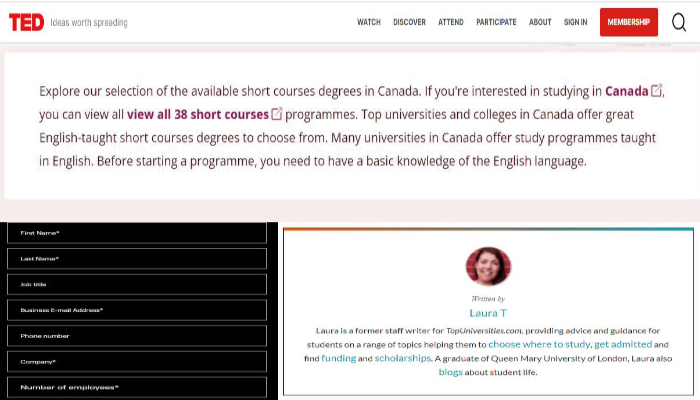 TED Ideas worth spreading WATCH DISCOVER ATTEND PARTICIPATE ABOUT SIGN IN MEMBERSHIP
Explore our selection of the available short courses degrees in Canada. If you're interested in studying in Canada,
you can view all view all 38 short courses programmes. Top universities and colleges in Canada offer great
English-taught short courses degrees to choose from. Many universities in Canada offer study programmes taught
in English. Before starting a programme, you need to have a basic knowledge of the English language.
First Name*
Last Name*
Job title
Business E-mail Address*
Phone number
Company*
Number of employees*
Written by
Laura T
Laura is a former staff writer for TopUniversities.com, providing advice and guidance for
students on a range of topics helping them to choose where to study, get admitted and
find funding and scholarships. A graduate of Queen Mary University of London, Laura also
blogs about student life.